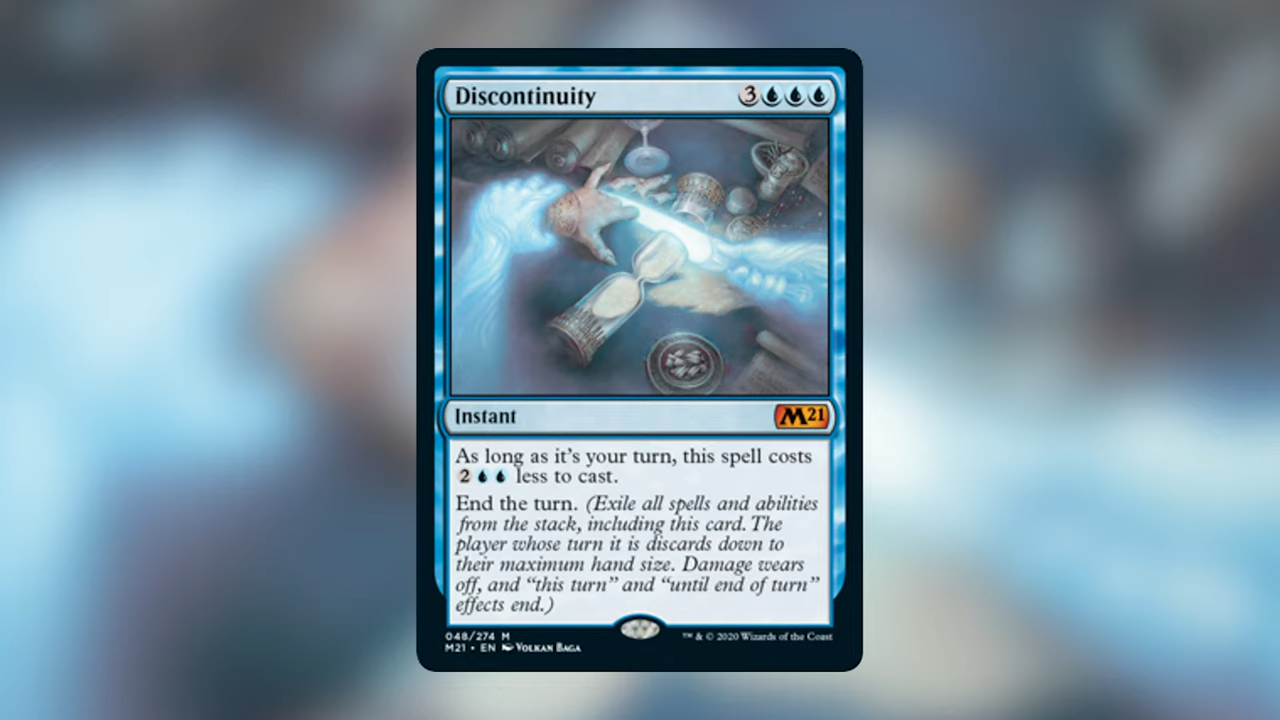 Discontinuity 3
Instant M21
As long as it's your turn, this spell costs
2 less to cast.
End the turn. (Exile all spells and abilities
from the stack, including this card. The
player whose turn it is discards down to
their maximum hand size. Damage wears
off, and “this turn” and “until end of turn”
effects end.)
048/274 M ™ & © 2020 Wizards of the Coast
M21 • EN Volkan Baga